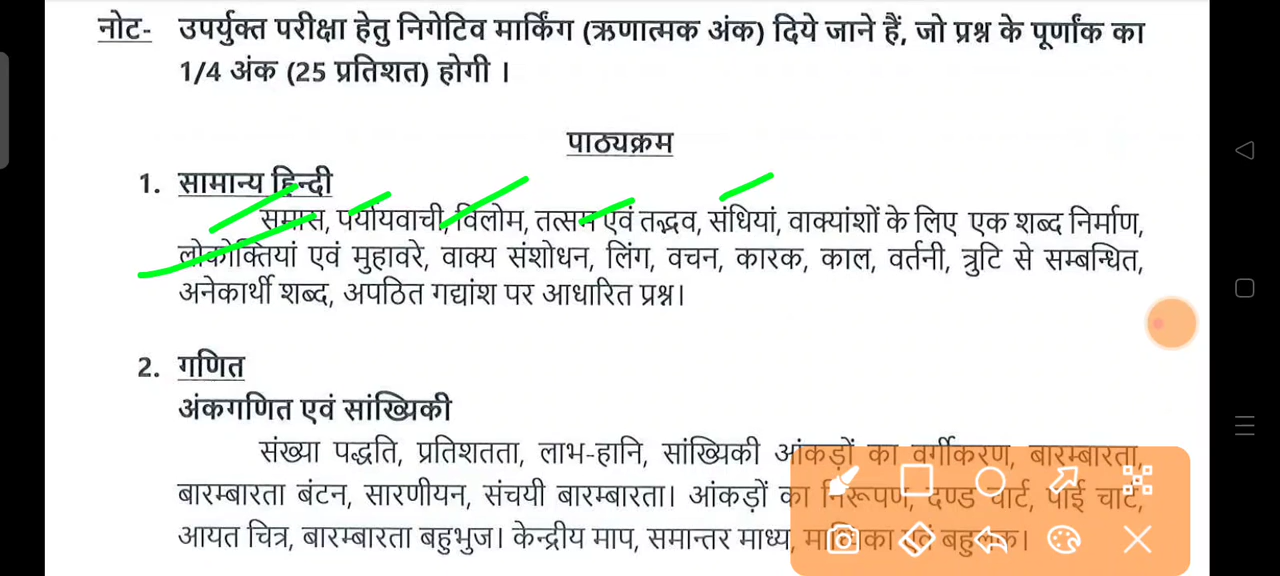 नोट- उपर्युक्त परीक्षा हेतु निगेटिव मार्किंग (ऋणात्मक अंक) दिये जाने हैं, जो प्रश्न के पूर्णांक का
1/4 अंक (25 प्रतिशत) होगी ।
पाठ्यक्रम
1. सामान्य हिन्दी
समास, पर्यायवाची, विलोम, तत्सम एवं तद्भव, संधियां, वाक्यांशों के लिए एक शब्द निर्माण,
लोकोक्तियां एवं मुहावरे, वाक्य संशोधन, लिंग, वचन, कारक, काल, वर्तनी, त्रुटि से सम्बन्धित,
अनेकार्थी शब्द, अपठित गद्यांश पर आधारित प्रश्न।
2. गणित
अंकगणित एवं सांख्यिकी
संख्या पद्धति, प्रतिशतता, लाभ-हानि, सांख्यिकी आंकड़ों का वर्गीकरण, बारम्बारता,
बारम्बारता बंटन, सारणीयन, संचयी बारम्बारता। आंकड़ों का निरूपण, दण्ड चार्ट, पाई चार्ट,
आयत चित्र, बारम्बारता बहुभुज। केन्द्रीय माप, समान्तर माध्य, माध्यिका एवं बहुलक।